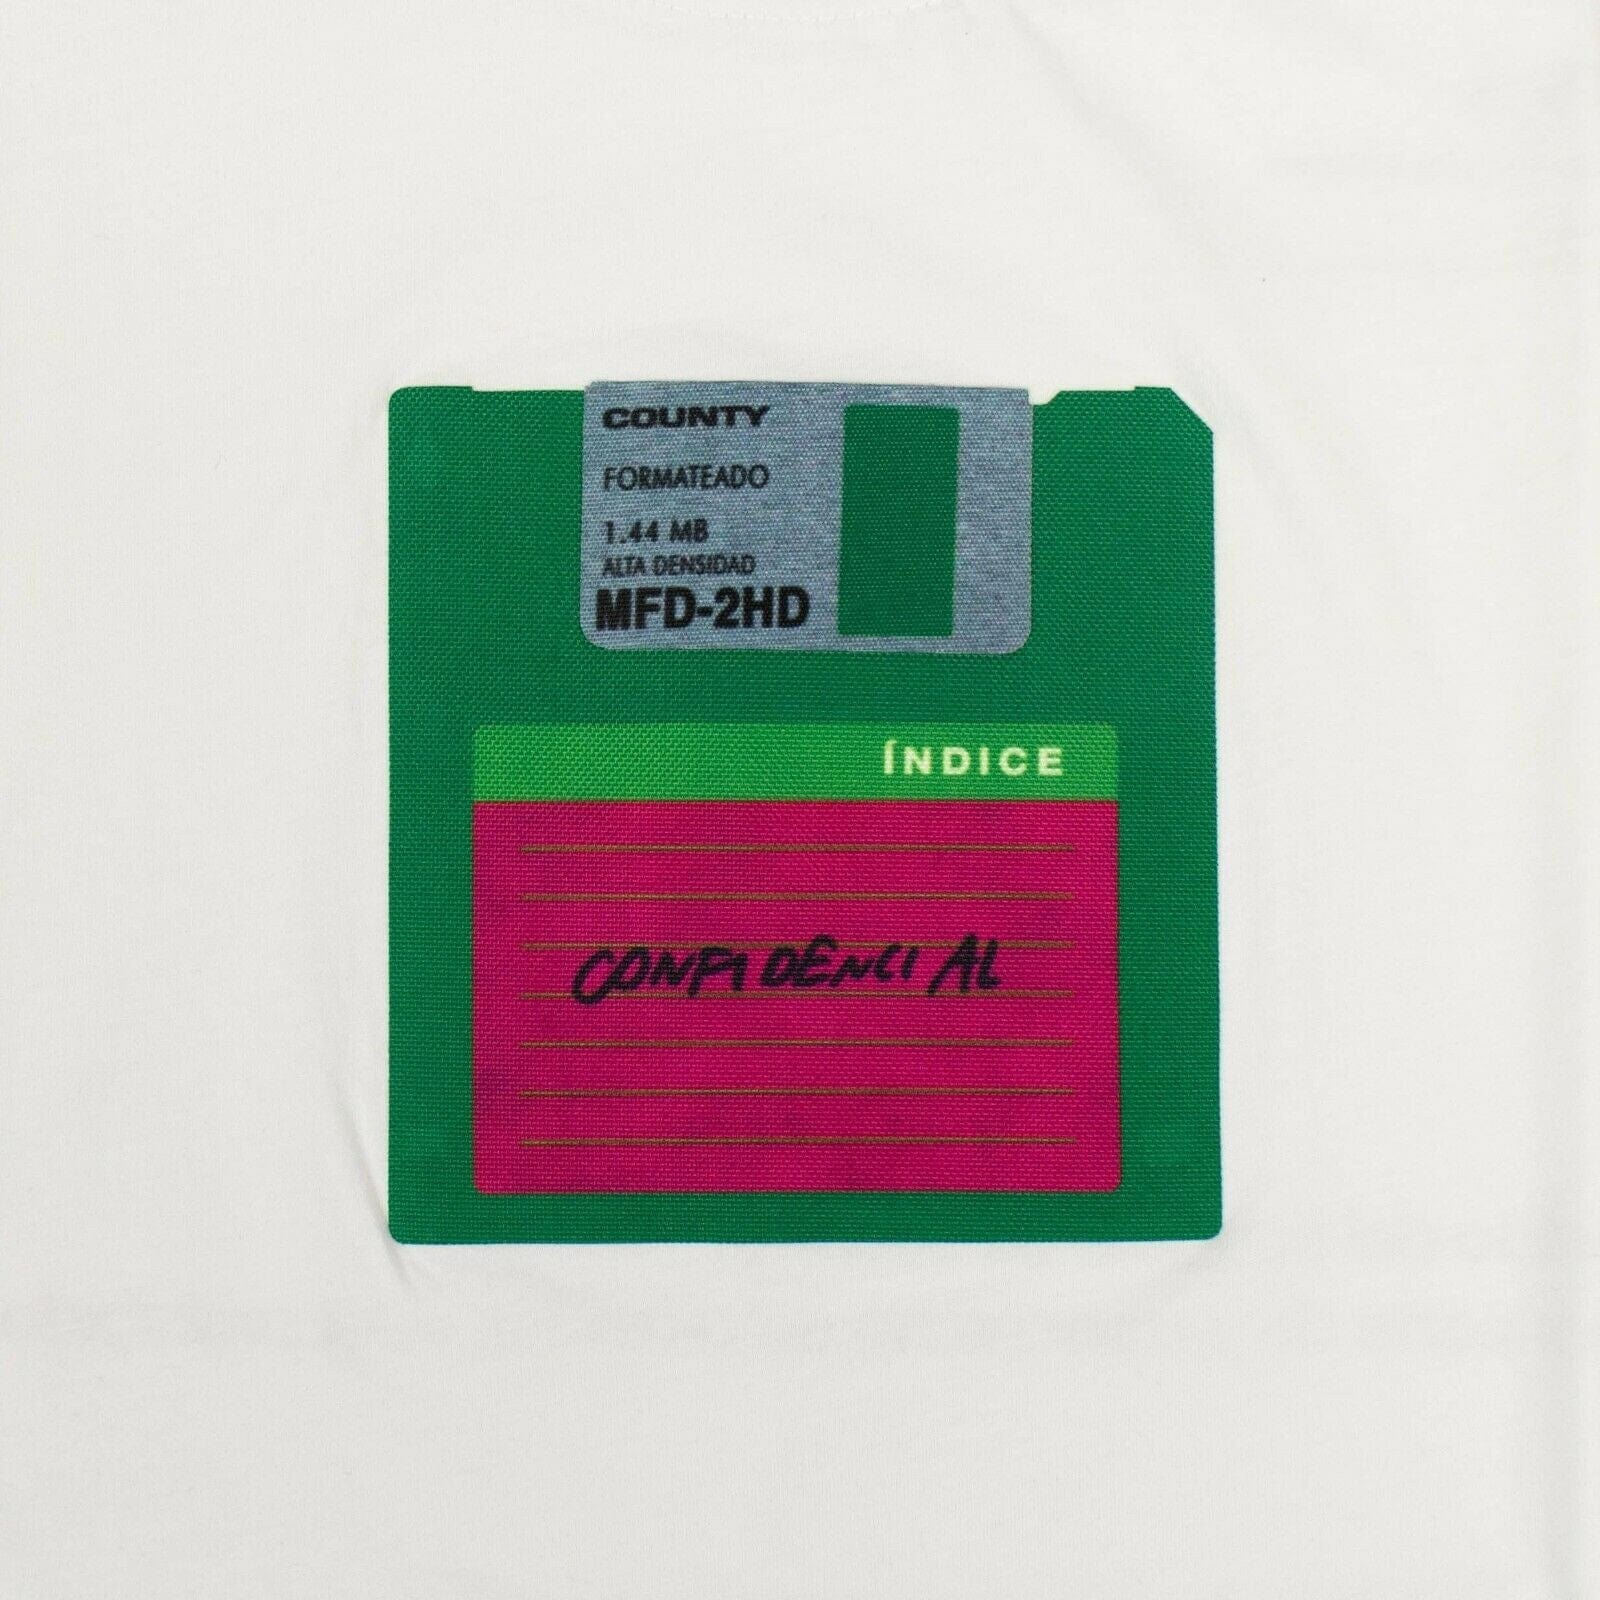 COUNTY
FORMATEADO
1.44 MB
ALTA DENSIDAD
MFD-2HD
ÍNDICE
CONFIDENCIAL